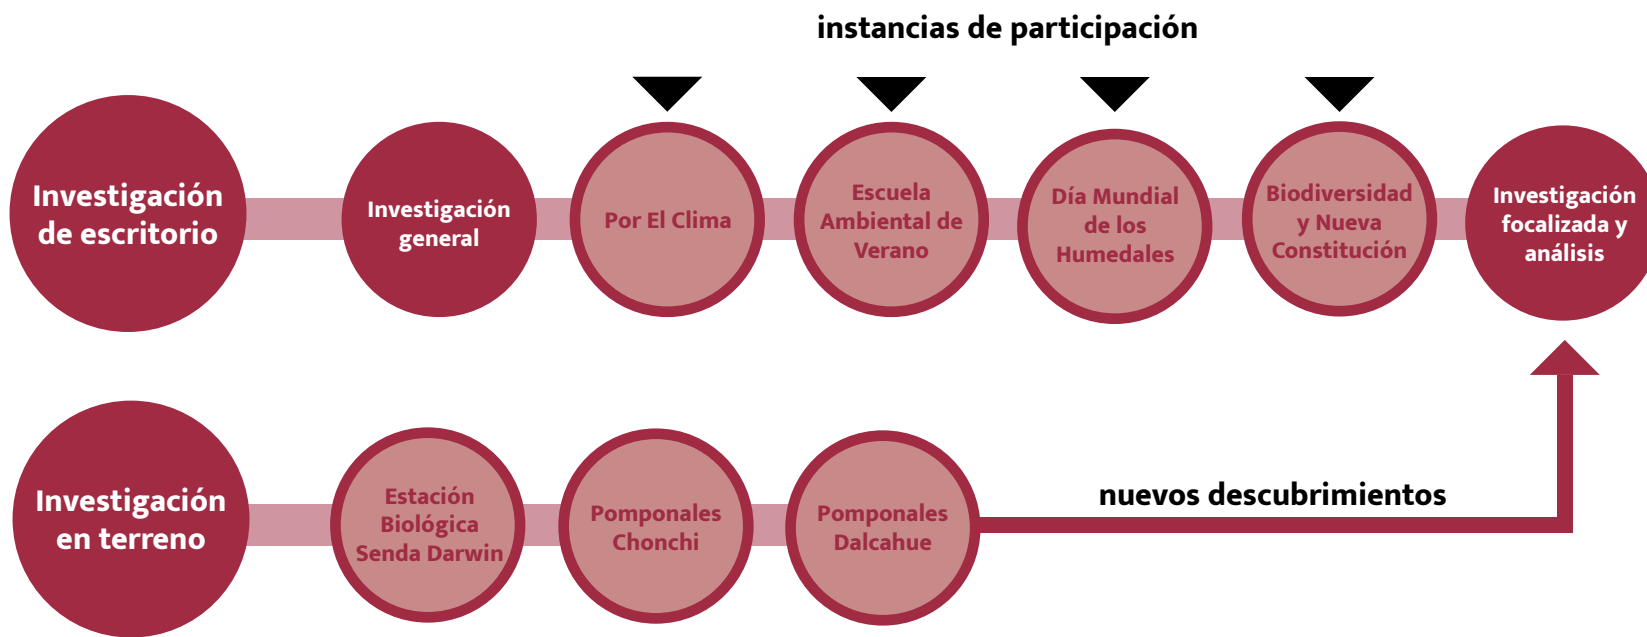 instancias de participación
Investigación
de escritorio
Investigación
general
Por El Clima
Escuela
Ambiental de
Verano
Día Mundial
de los
Humedales
Biodiversidad
y Nueva
Constitución
Investigación
focalizada y
análisis
Investigación
en terreno
Estación
Biológica
Senda Darwin
Pomponales
Chonchi
Pomponales
Dalcahue
nuevos descubrimientos